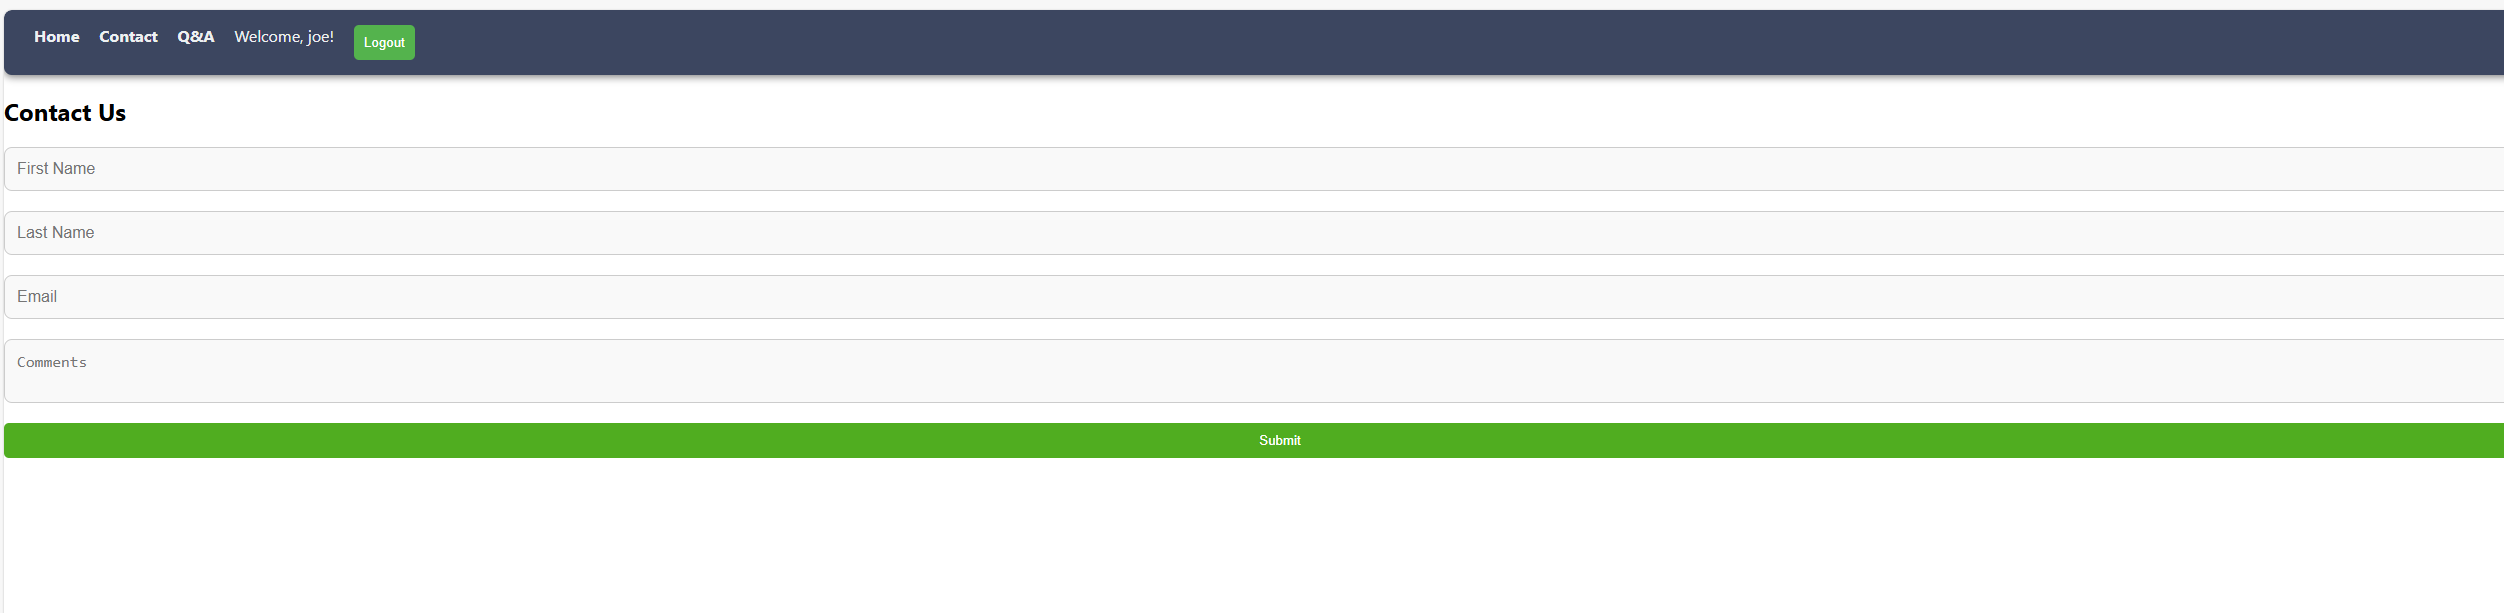 Home Contact Q&A Welcome, joe! Logout
Contact Us
First Name
Last Name
Email
Comments
Submit